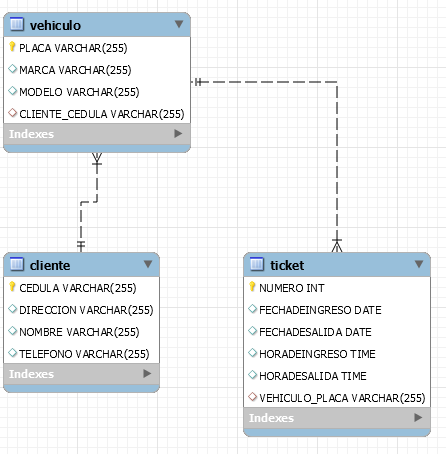 vehiculo
PLACA VARCHAR(255)
MARCA VARCHAR(255)
MODELO VARCHAR(255)
CLIENTE_CEDULA VARCHAR(255)
Indexes
cliente
CEDULA VARCHAR(255)
DIRECCION VARCHAR(255)
NOMBRE VARCHAR(255)
TELEFONO VARCHAR(255)
Indexes
ticket
NUMERO INT
FECHADEINGRESO DATE
FECHADESALIDA DATE
HORADEINGRESO TIME
HORADESALIDA TIME
VEHICULO_PLACA VARCHAR(255)
Indexes